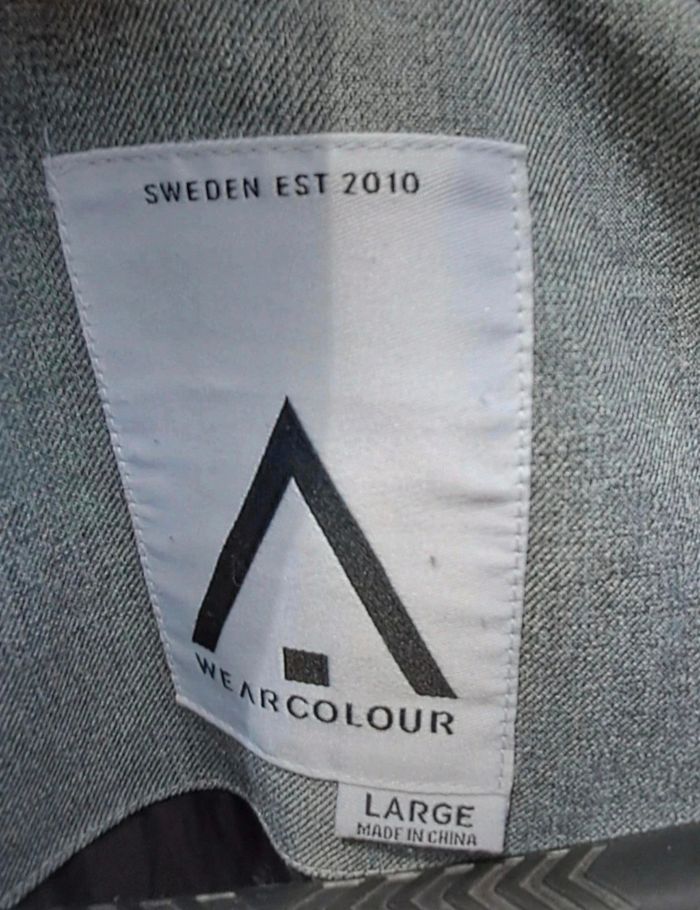 SWEDEN EST 2010
WEARCOLOUR
LARGE
MADE IN CHINA